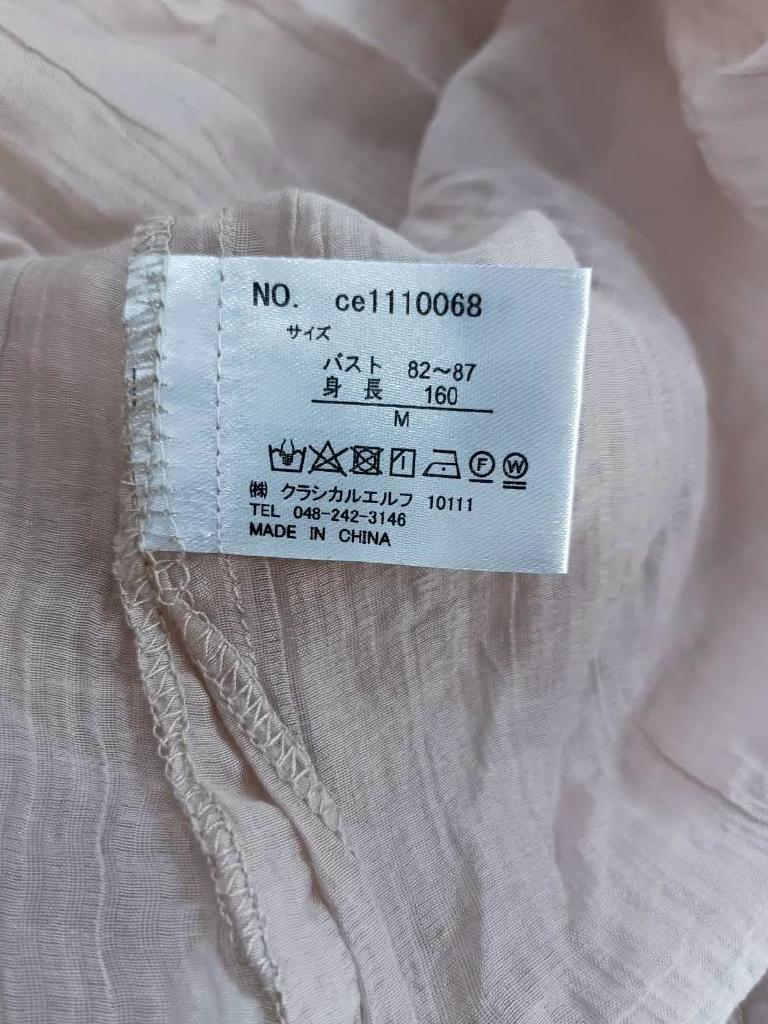 NO. ce1110068
サイズ
バスト 82～87
身 長 160
M
F W
㈱ クラシカルエルフ 10111
TEL 048-242-3146
MADE IN CHINA